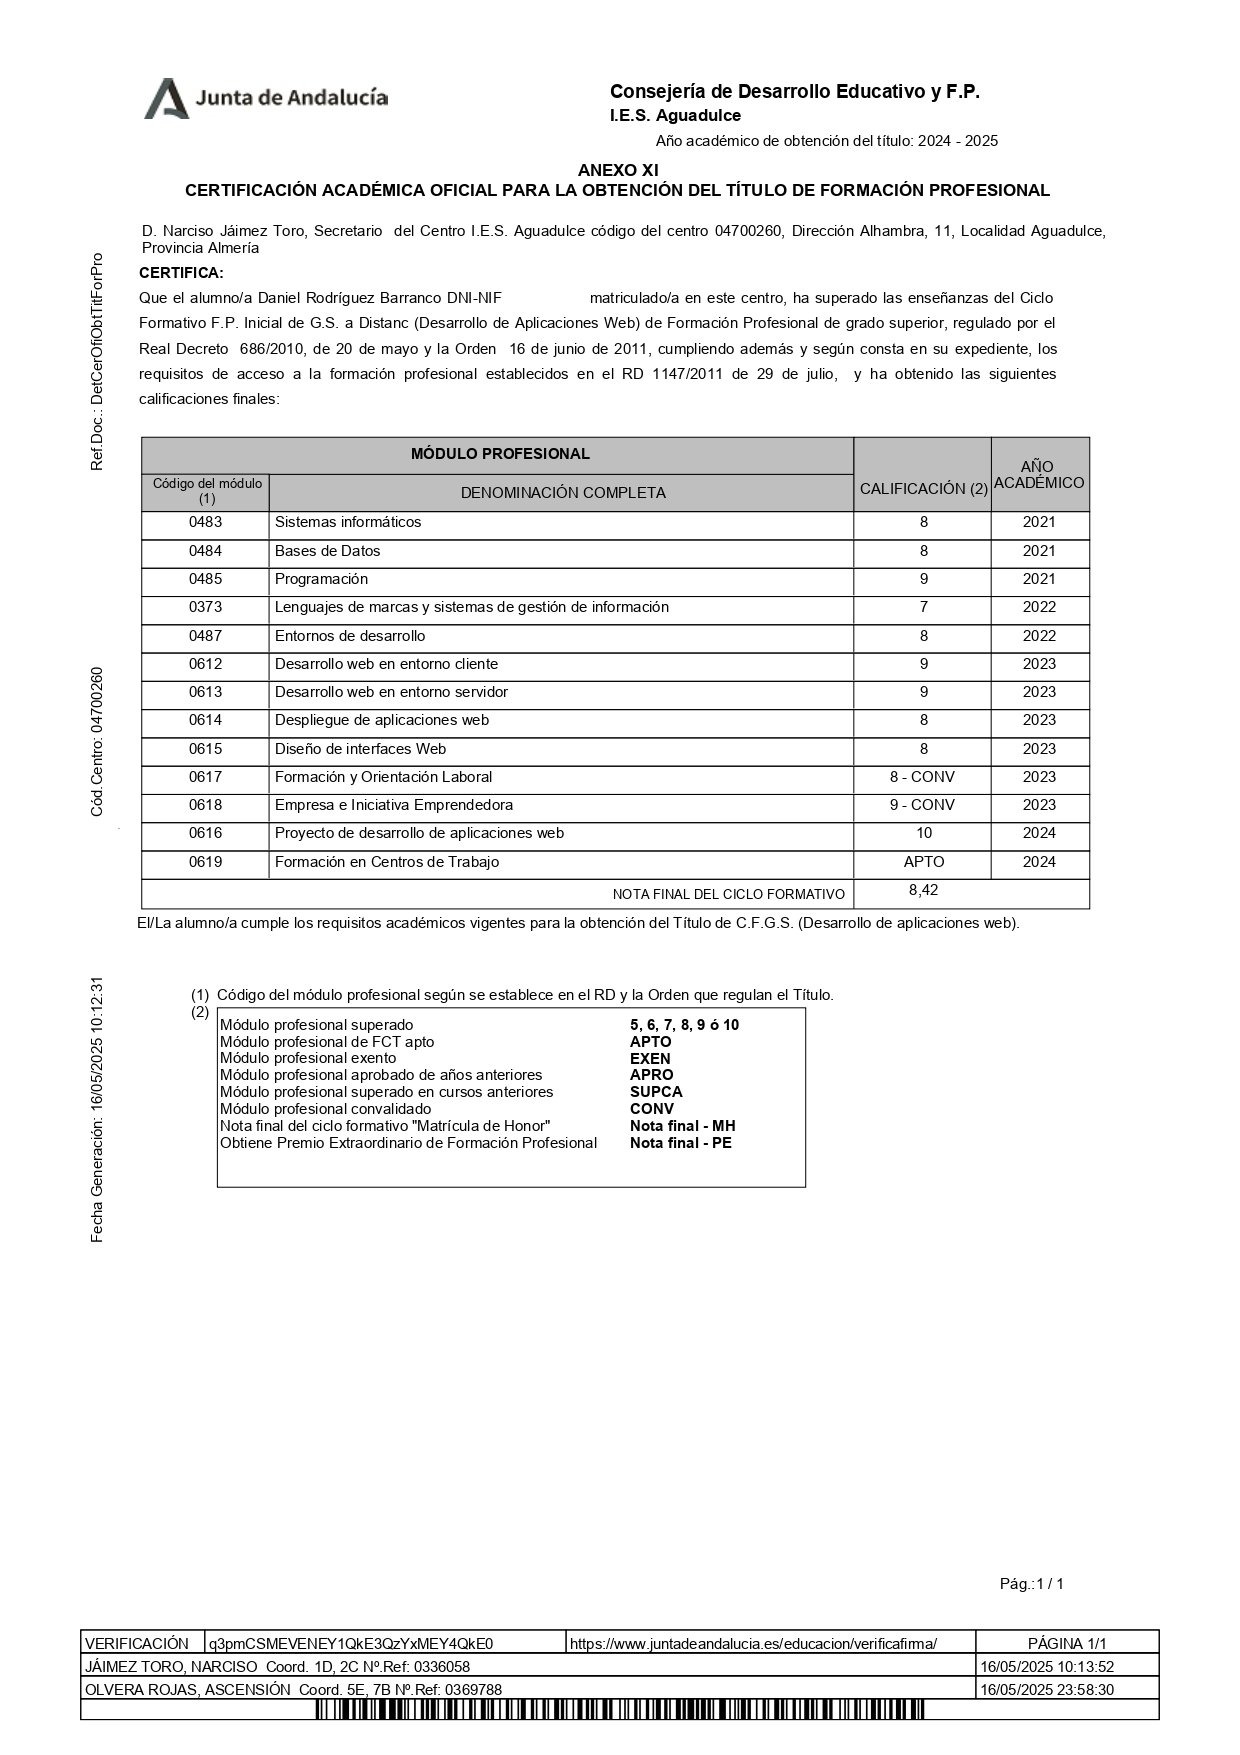 Junta de Andalucía
Consejería de Desarrollo Educativo y F.P.
I.E.S. Aguadulce
Año académico de obtención del título: 2024 - 2025
ANEXO XI
CERTIFICACIÓN ACADÉMICA OFICIAL PARA LA OBTENCIÓN DEL TÍTULO DE FORMACIÓN PROFESIONAL
D. Narciso Jáimez Toro, Secretario del Centro I.E.S. Aguadulce código del centro 04700260, Dirección Alhambra, 11, Localidad Aguadulce,
Provincia Almería
CERTIFICA:
Que el alumno/a Daniel Rodríguez Barranco DNI-NIF matriculado/a en este centro, ha superado las enseñanzas del Ciclo
Formativo F.P. Inicial de G.S. a Distanc (Desarrollo de Aplicaciones Web) de Formación Profesional de grado superior, regulado por el
Real Decreto 686/2010, de 20 de mayo y la Orden 16 de junio de 2011, cumpliendo además y según consta en su expediente, los
requisitos de acceso a la formación profesional establecidos en el RD 1147/2011 de 29 de julio, y ha obtenido las siguientes
calificaciones finales:
MÓDULO PROFESIONAL
Código del módulo
(1)
DENOMINACIÓN COMPLETA
CALIFICACIÓN (2)
AÑO
ACADÉMICO
0483 Sistemas informáticos 8 2021
0484 Bases de Datos 8 2021
0485 Programación 9 2021
0373 Lenguajes de marcas y sistemas de gestión de información 7 2022
0487 Entornos de desarrollo 8 2022
0612 Desarrollo web en entorno cliente 9 2023
0613 Desarrollo web en entorno servidor 9 2023
0614 Despliegue de aplicaciones web 8 2023
0615 Diseño de interfaces Web 8 2023
0617 Formación y Orientación Laboral 8 - CONV 2023
0618 Empresa e Iniciativa Emprendedora 9 - CONV 2023
0616 Proyecto de desarrollo de aplicaciones web 10 2024
0619 Formación en Centros de Trabajo APTO 2024
NOTA FINAL DEL CICLO FORMATIVO 8,42
El/La alumno/a cumple los requisitos académicos vigentes para la obtención del Título de C.F.G.S. (Desarrollo de aplicaciones web).
(1) Código del módulo profesional según se establece en el RD y la Orden que regulan el Título.
(2)
Módulo profesional superado 5, 6, 7, 8, 9 ó 10
Módulo profesional de FCT apto APTO
Módulo profesional exento EXEN
Módulo profesional aprobado de años anteriores APRO
Módulo profesional superado en cursos anteriores SUPCA
Módulo profesional convalidado CONV
Nota final del ciclo formativo "Matrícula de Honor" Nota final - MH
Obtiene Premio Extraordinario de Formación Profesional Nota final - PE
Ref.Doc.: DetCerOfiObtTitForPro
Cód.Centro: 04700260
Fecha Generación: 16/05/2025 10:12:31
Pág.:1 / 1
VERIFICACIÓN q3pmCSMEVENEY1QkE3QzYxMEY4QkE0 https://www.juntadeandalucia.es/educacion/verificafirma/ PÁGINA 1/1
JÁIMEZ TORO, NARCISO Coord. 1D, 2C Nº.Ref: 0336058 16/05/2025 10:13:52
OLVERA ROJAS, ASCENSIÓN Coord. 5E, 7B Nº.Ref: 0369788 16/05/2025 23:58:30